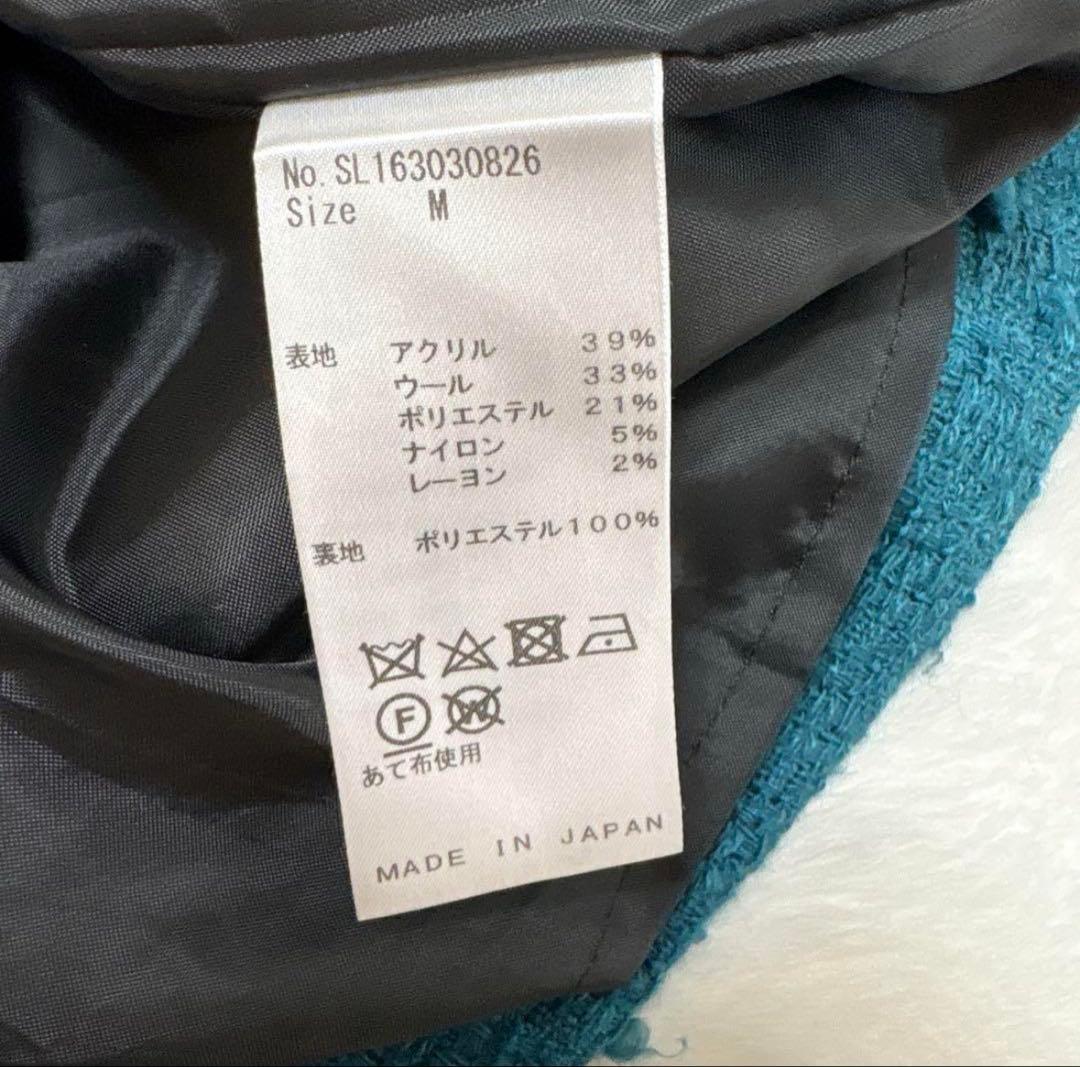 No. SL163030826
Size M
表地 アクリル 39%
ウール 33%
ポリエステル 21%
ナイロン 5%
レーヨン 2%
裏地 ポリエステル100%
F W
あて布使用
MADE IN JAPAN